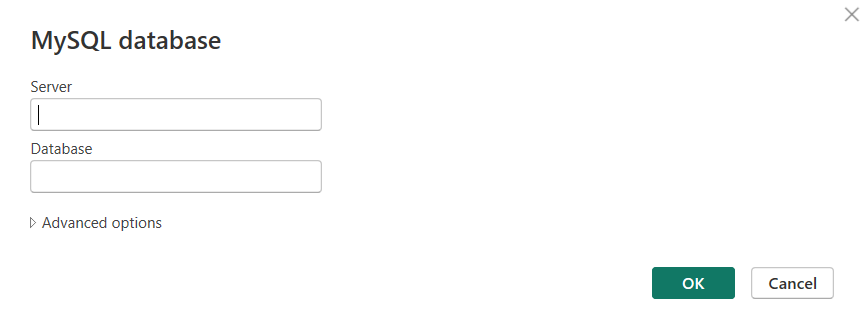 MySQL database
Server
Database
Advanced options
OK
Cancel